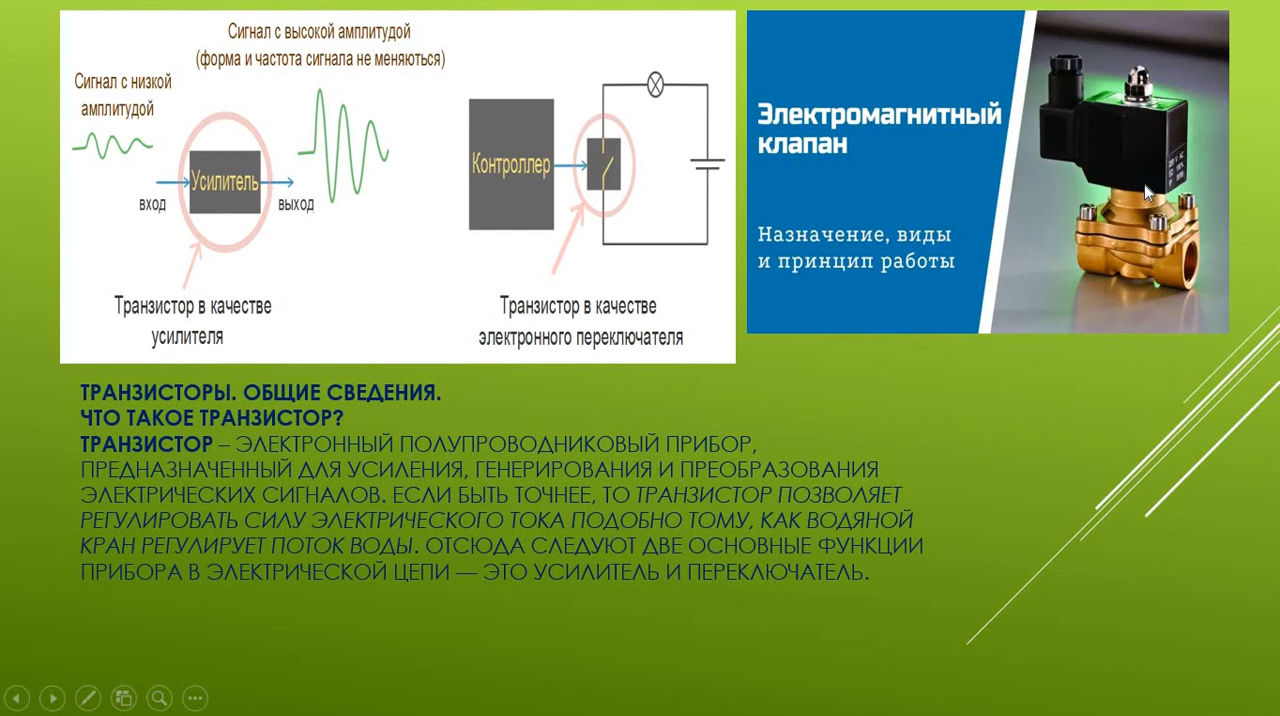 Сигнал с высокой амплитудой
(форма и частота сигнала не меняються)
Сигнал с низкой
амплитудой
Усилитель
вход
выход
Транзистор в качестве
усилителя
Контроллер
Транзистор в качестве
электронного переключателя
Электромагнитный
клапан
Назначение, виды
и принцип работы
ТРАНЗИСТОРЫ. ОБЩИЕ СВЕДЕНИЯ.
ЧТО ТАКОЕ ТРАНЗИСТОР?
ТРАНЗИСТОР – ЭЛЕКТРОННЫЙ ПОЛУПРОВОДНИКОВЫЙ ПРИБОР,
ПРЕДНАЗНАЧЕННЫЙ ДЛЯ УСИЛЕНИЯ, ГЕНЕРИРОВАНИЯ И ПРЕОБРАЗОВАНИЯ
ЭЛЕКТРИЧЕСКИХ СИГНАЛОВ. ЕСЛИ БЫТЬ ТОЧНЕЕ, ТО ТРАНЗИСТОР ПОЗВОЛЯЕТ
РЕГУЛИРОВАТЬ СИЛУ ЭЛЕКТРИЧЕСКОГО ТОКА ПОДОБНО ТОМУ, КАК ВОДЯНОЙ
КРАН РЕГУЛИРУЕТ ПОТОК ВОДЫ. ОТСЮДА СЛЕДУЮТ ДВЕ ОСНОВНЫЕ ФУНКЦИИ
ПРИБОРА В ЭЛЕКТРИЧЕСКОЙ ЦЕПИ — ЭТО УСИЛИТЕЛЬ И ПЕРЕКЛЮЧАТЕЛЬ.